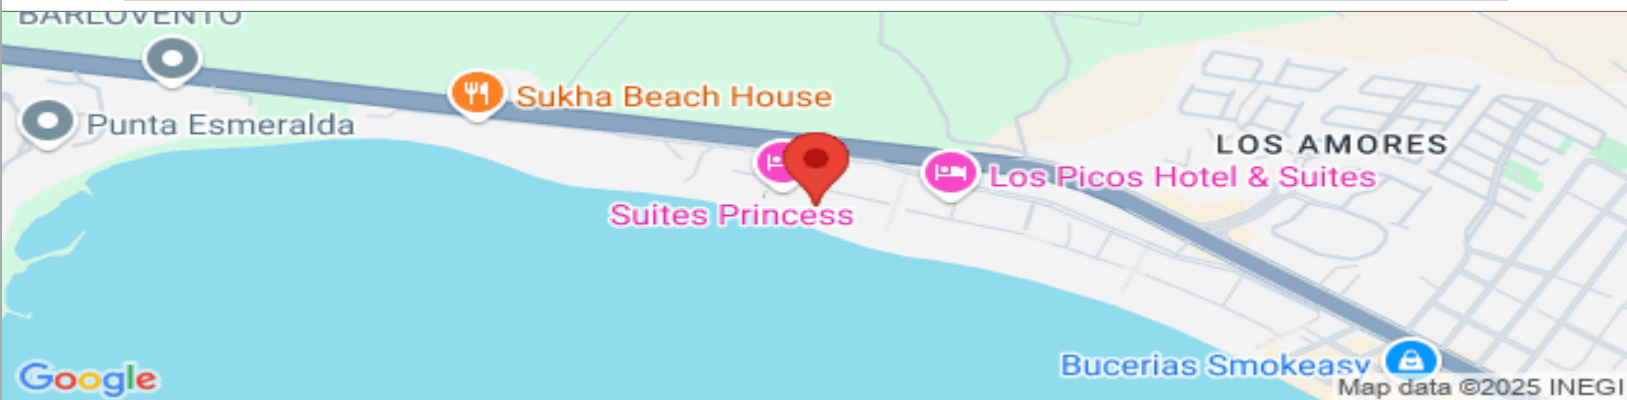 BARLOVENTO
Sukha Beach House
Punta Esmeralda
LOS AMORES
Los Picos Hotel & Suites
Suites Princess
Bucerias Smokeasy
Google
Map data ©2025 INEGI